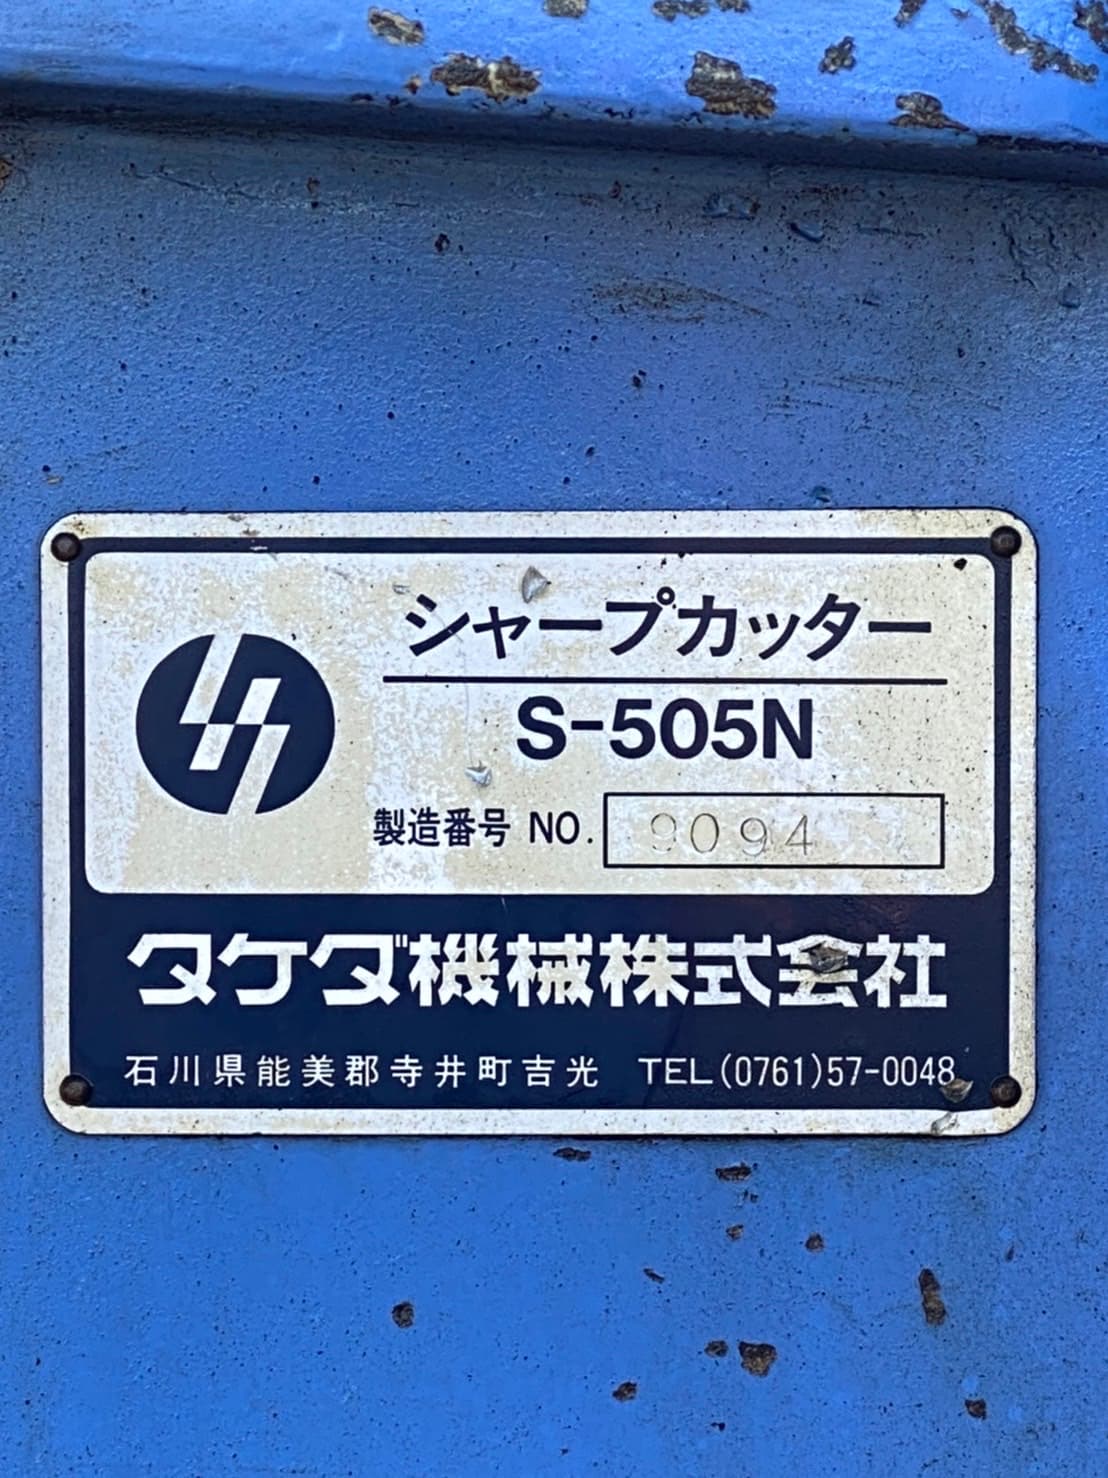 シャープカッター
S-505N
製造番号 NO. 9094
タケダ機械株式会社
石川県能美郡寺井町吉光 TEL(0761)57-0048